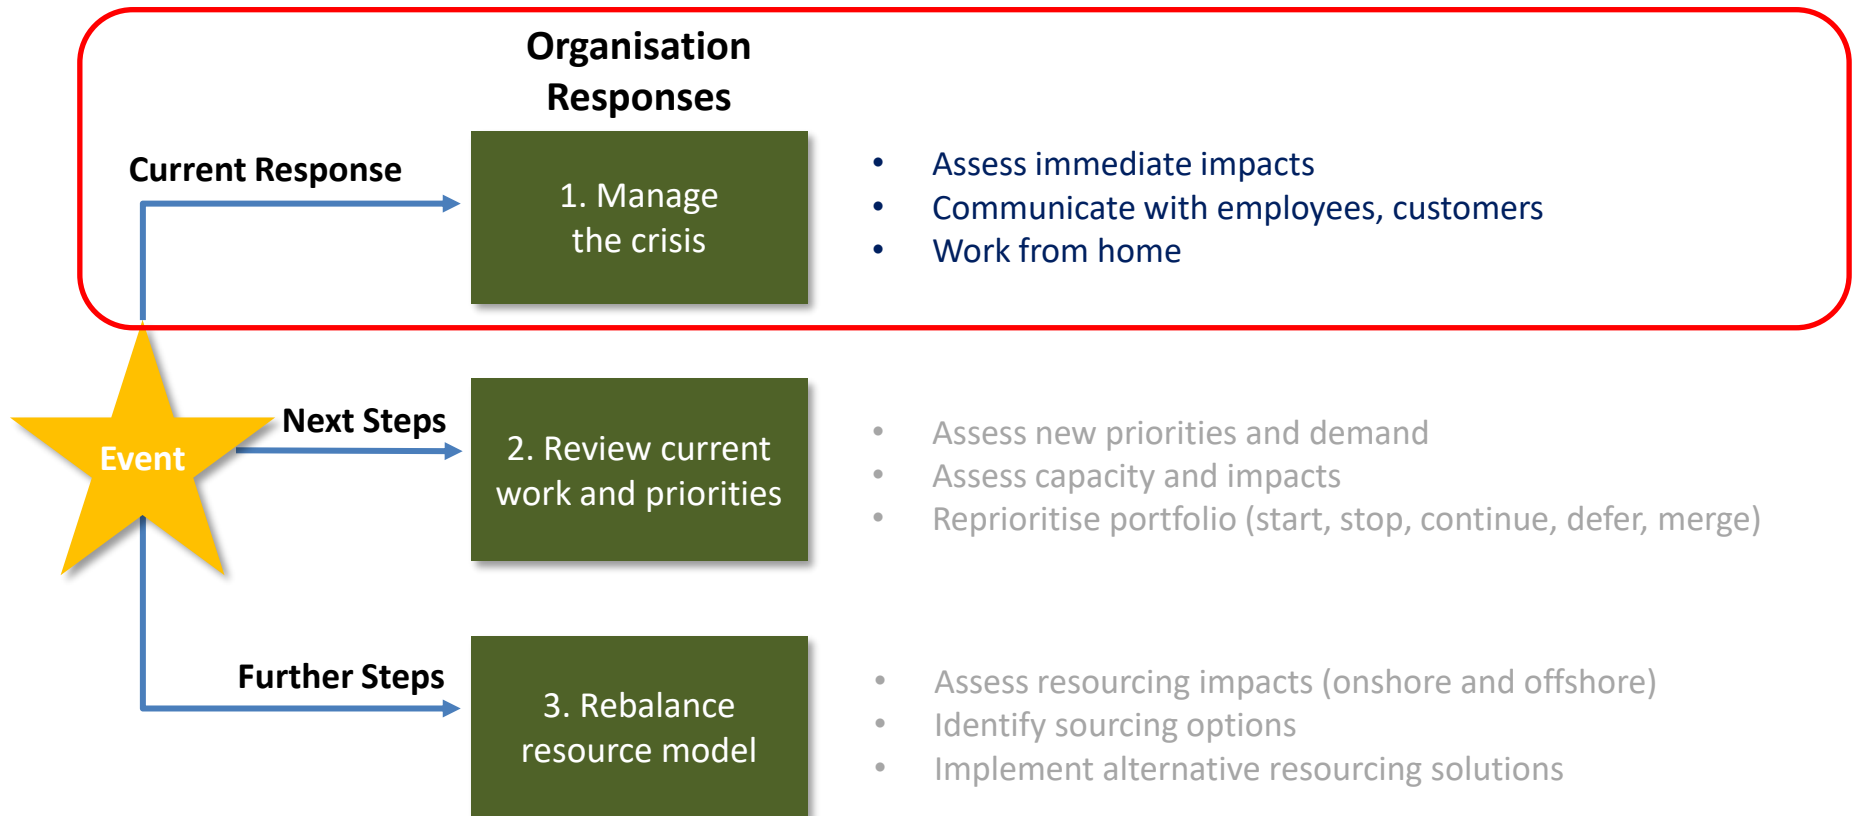 Organisation
Responses
Current Response
1. Manage
the crisis
• Assess immediate impacts
• Communicate with employees, customers
• Work from home
Event
Next Steps
2. Review current
work and priorities
• Assess new priorities and demand
• Assess capacity and impacts
• Reprioritise portfolio (start, stop, continue, defer, merge)
Further Steps
3. Rebalance
resource model
• Assess resourcing impacts (onshore and offshore)
• Identify sourcing options
• Implement alternative resourcing solutions